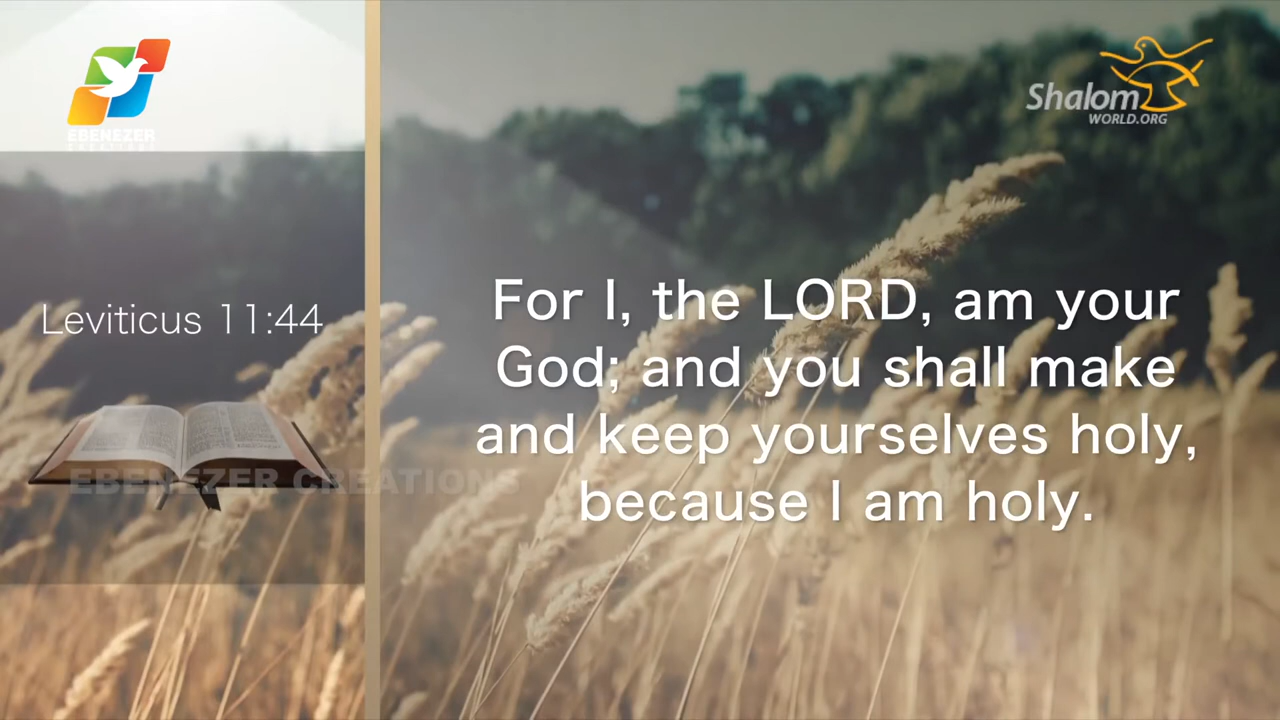 EBENEZER
CREATIONS
Shalom
WORLD.ORG
Leviticus 11:44
For I, the LORD, am your
God; and you shall make
and keep yourselves holy,
because I am holy.
EBENEZER CREATIONS